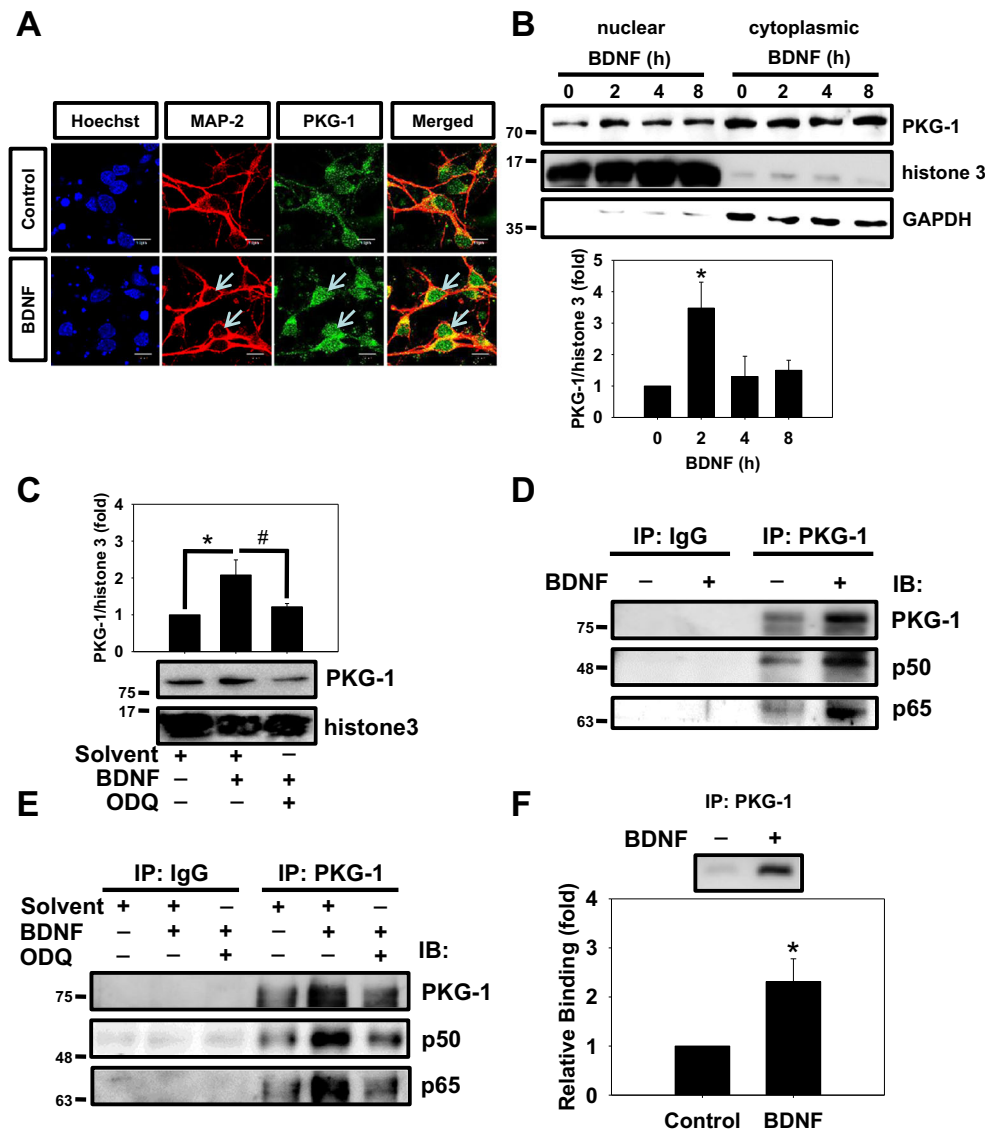 A
Hoechst MAP-2 PKG-1 Merged
Control
BDNF
B
nuclear cytoplasmic
BDNF (h) BDNF (h)
0 2 4 8 0 2 4 8
70 PKG-1
17 histone 3
35 GAPDH
PKG-1/histone 3 (fold)
5
4
3
2
1
0
*
0 2 4 8
BDNF (h)
C
PKG-1/histone 3 (fold)
4
3
2
1
0
* #
75 PKG-1
17 histone3
Solvent + + –
BDNF – + +
ODQ – – +
D
IP: IgG IP: PKG-1
BDNF – + – + IB:
75 PKG-1
48 p50
63 p65
E
IP: IgG IP: PKG-1
Solvent + + – + + –
BDNF – + + – + + IB:
ODQ – – + – – +
75 PKG-1
48 p50
63 p65
F
IP: PKG-1
BDNF – +
Relative Binding (fold)
4
3
2
1
0
*
Control BDNF